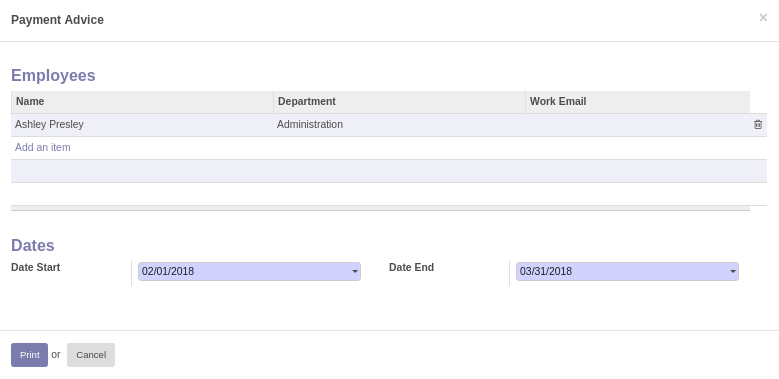 Payment Advice ×
Employees
Name Department Work Email
Ashley Presley Administration
Add an item
Dates
Date Start 02/01/2018 Date End 03/31/2018
Print or Cancel